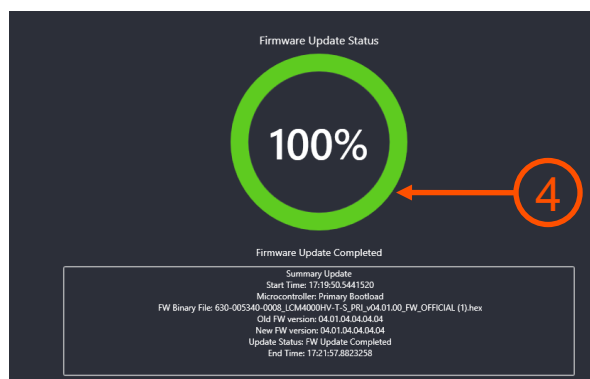 Firmware Update Status
100%
4
Firmware Update Completed
Summary Update
Start Time: 17:19:50.5441520
Microcontroller: Primary Bootload
FW Binary File: 630-005340-0008_LCM4000HV-T-S_PRI_v04.01.00_FW_OFFICIAL (1).hex
Old FW version: 04.01.04.04.04.04
New FW version: 04.01.04.04.04.04
Update Status: FW Update Completed
End Time: 17:21:57.8823258